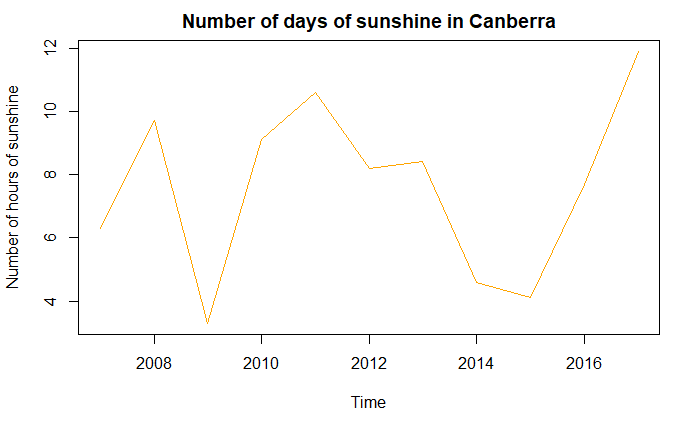 Number of days of sunshine in Canberra
Number of hours of sunshine
12
10
8
6
4
2008 2010 2012 2014 2016
Time